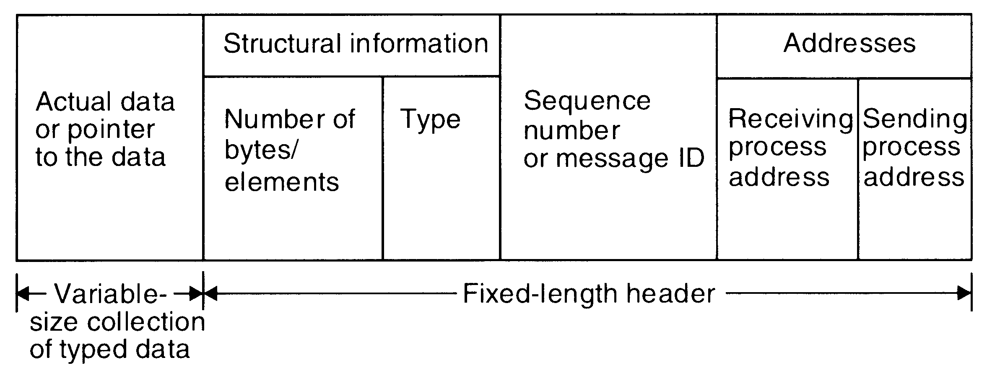 Actual data
or pointer
to the data
Structural information
Number of
bytes/
elements
Type
Sequence
number
or message ID
Addresses
Receiving
process
address
Sending
process
address
Variable-
size collection
of typed data
Fixed-length header